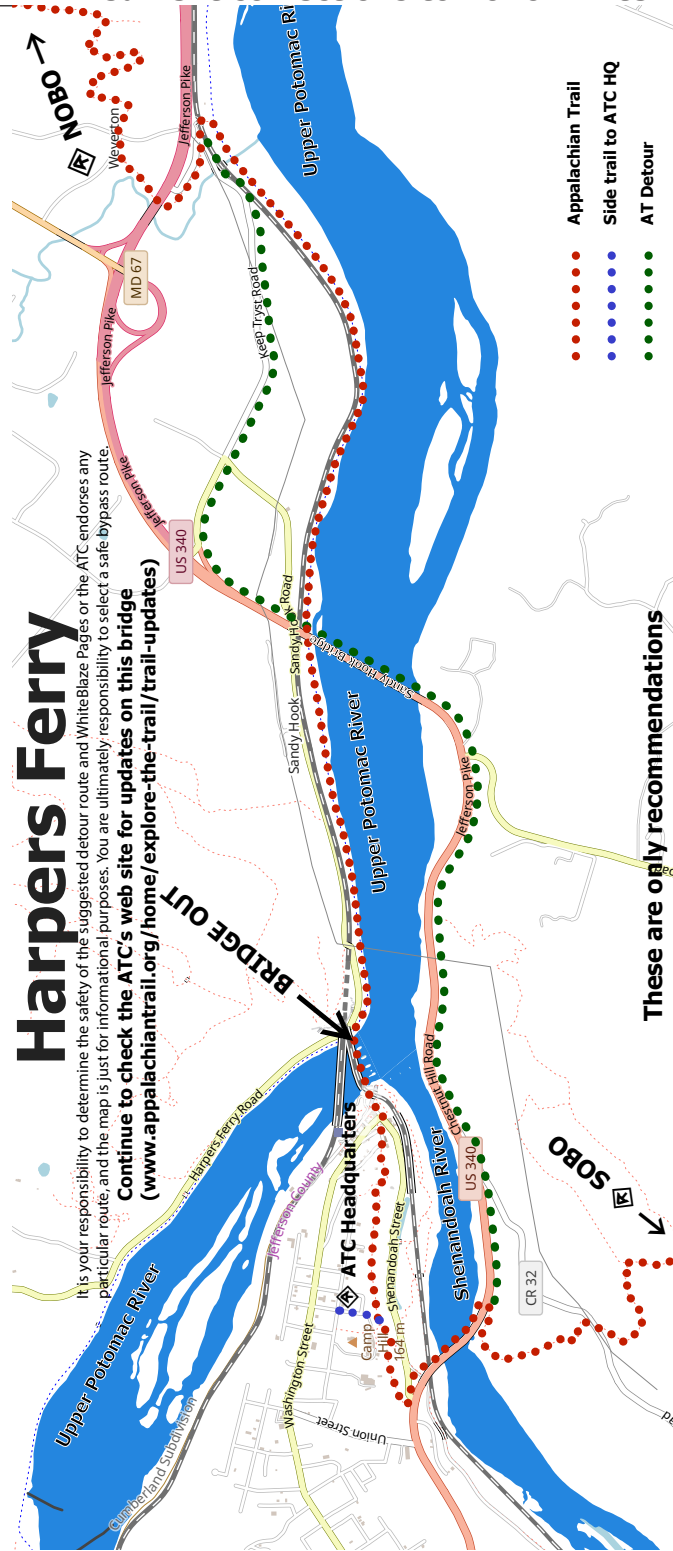 Harpers Ferry
It is your responsibility to determine the safety of the suggested detour route and WhiteBlaze Pages or the ATC endorses any
particular route, and the map is just for informational purposes. You are ultimately responsibility to select a safe bypass route.
Continue to check the ATC's web site for updates on this bridge
(www.appalachiantrail.org/home/explore-the-trail/trail-updates)
NOBO
Weverton
Jefferson Pike
MD 67
Jefferson Pike
Jefferson Pike
Jefferson Pike
US 340
Keep Tryst Road
Upper Potomac Ri
Sandy Hook Road
Sandy Hook
Sandy Hook Bridge
Upper Potomac River
Jefferson Pike
BRIDGE OUT
Harpers Ferry Road
Upper Potomac River
Jefferson County
Cumberland Subdivision
ATC Headquarters
Washington Street
Shenandoah Street
Camp
Hill
164 m
Union Street
Shenandoah River
Chestnut Hill Road
US 340
CR 32
SOBO
Appalachian Trail
Side trail to ATC HQ
AT Detour
These are only recommendations